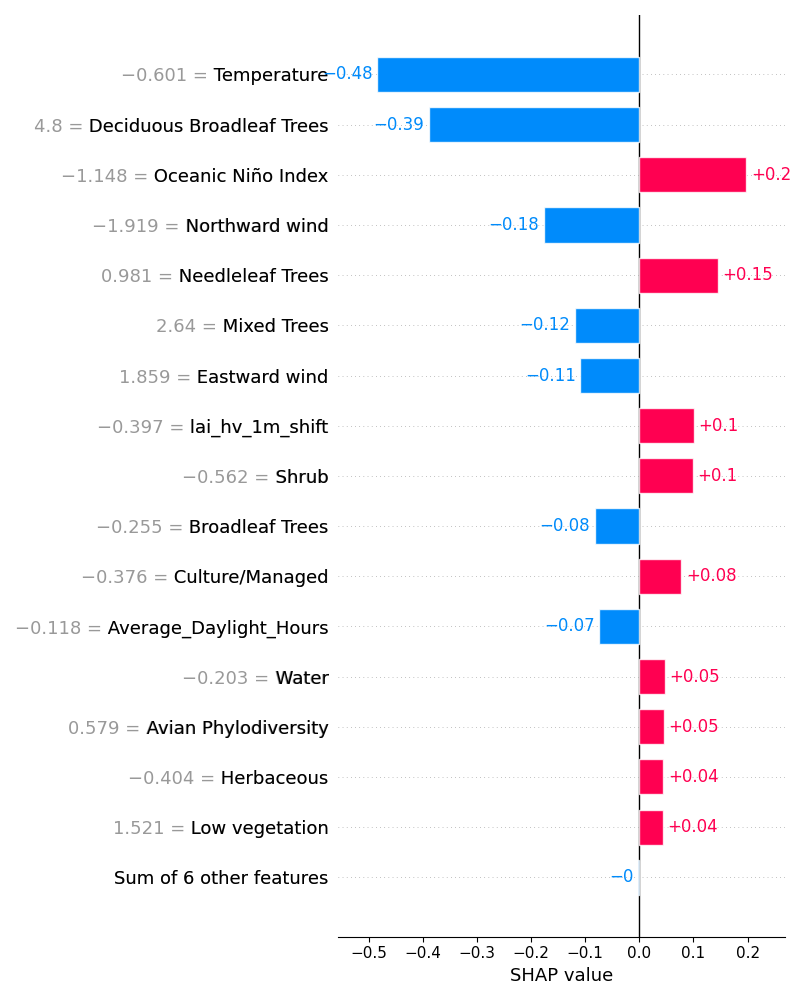 −0.601 = Temperature −0.48
4.8 = Deciduous Broadleaf Trees −0.39
−1.148 = Oceanic Niño Index +0.2
−1.919 = Northward wind −0.18
0.981 = Needleleaf Trees +0.15
2.64 = Mixed Trees −0.12
1.859 = Eastward wind −0.11
−0.397 = lai_hv_1m_shift +0.1
−0.562 = Shrub +0.1
−0.255 = Broadleaf Trees −0.08
−0.376 = Culture/Managed +0.08
−0.118 = Average_Daylight_Hours −0.07
−0.203 = Water +0.05
0.579 = Avian Phylodiversity +0.05
−0.404 = Herbaceous +0.04
1.521 = Low vegetation +0.04
Sum of 6 other features −0
−0.5 −0.4 −0.3 −0.2 −0.1 0.0 0.1 0.2
SHAP value